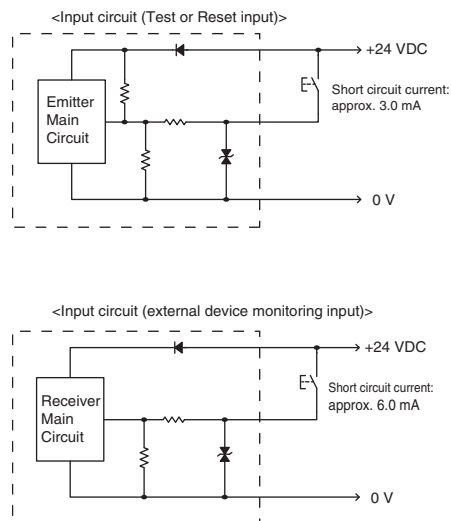 <Input circuit (Test or Reset input)>
+24 VDC
Short circuit current:
approx. 3.0 mA
Emitter
Main
Circuit
0 V
<Input circuit (external device monitoring input)>
+24 VDC
Short circuit current:
approx. 6.0 mA
Receiver
Main
Circuit
0 V